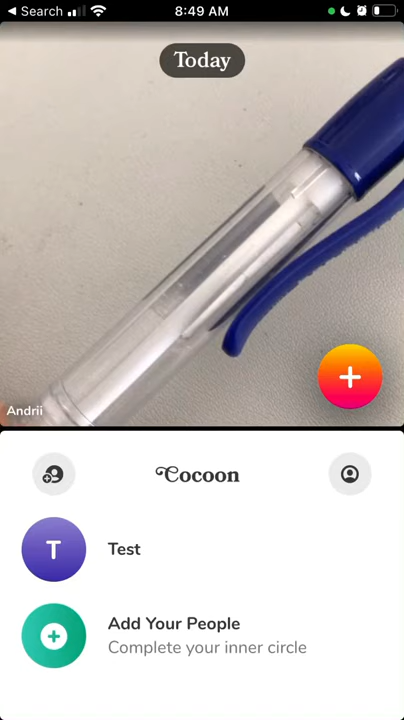 Search
8:49 AM
Today
Andrii
Cocoon
T
Test
Add Your People
Complete your inner circle